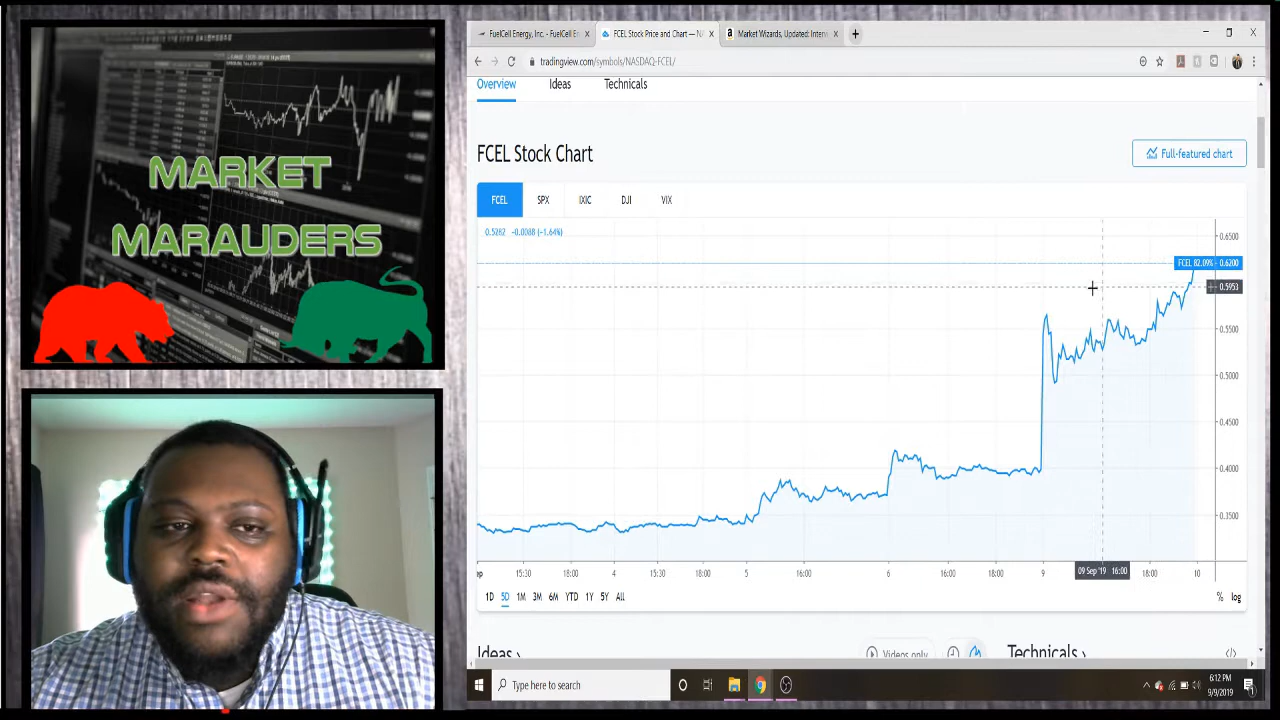 MARKET
MARAUDERS
FuelCell Energy, Inc. - FuelCell En
FCEL Stock Price and Chart — N
Market Wizards, Updated: Interv
tradingview.com/symbols/NASDAQ-FCEL/
Overview
Ideas
Technicals
FCEL Stock Chart
Full-featured chart
FCEL
SPX
IXIC
DJI
VIX
0.5282 -0.0088 (-1.64%)
0.6500
FCEL 82.09% 0.6200
0.5953
0.5500
0.5000
0.4500
0.4000
15:30 18:00 4 15:30 18:00 5 16:00 6 16:00 18:00 9 09 Sep '19 16:00 18:00 10
1D 5D 1M 3M 6M YTD 1Y 5Y ALL
% log
Ideas
Videos only
Technicals
Type here to search
6:12 PM
9/9/2019